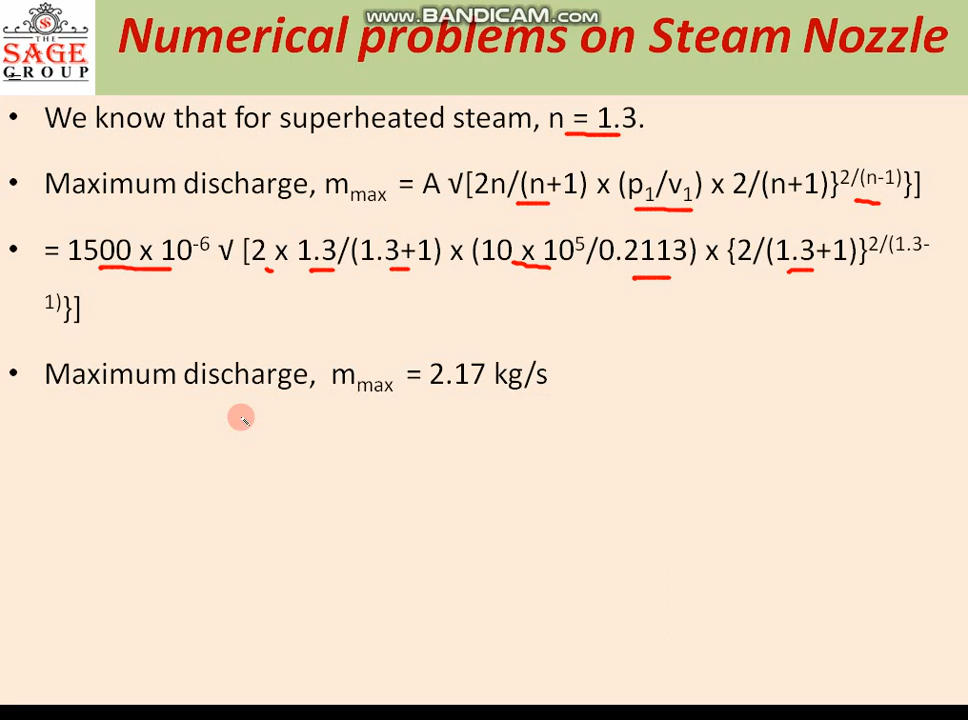 www.BANDICAM.com
THE
SAGE
GROUP
Numerical problems on Steam Nozzle
• We know that for superheated steam, n = 1.3.
• Maximum discharge, mmax = A √[2n/(n+1) x (p1/v1) x 2/(n+1)}2/(n-1)}]
• = 1500 x 10-6 √ [2 x 1.3/(1.3+1) x (10 x 105/0.2113) x {2/(1.3+1)}2/(1.3-
1)}]
• Maximum discharge, mmax = 2.17 kg/s